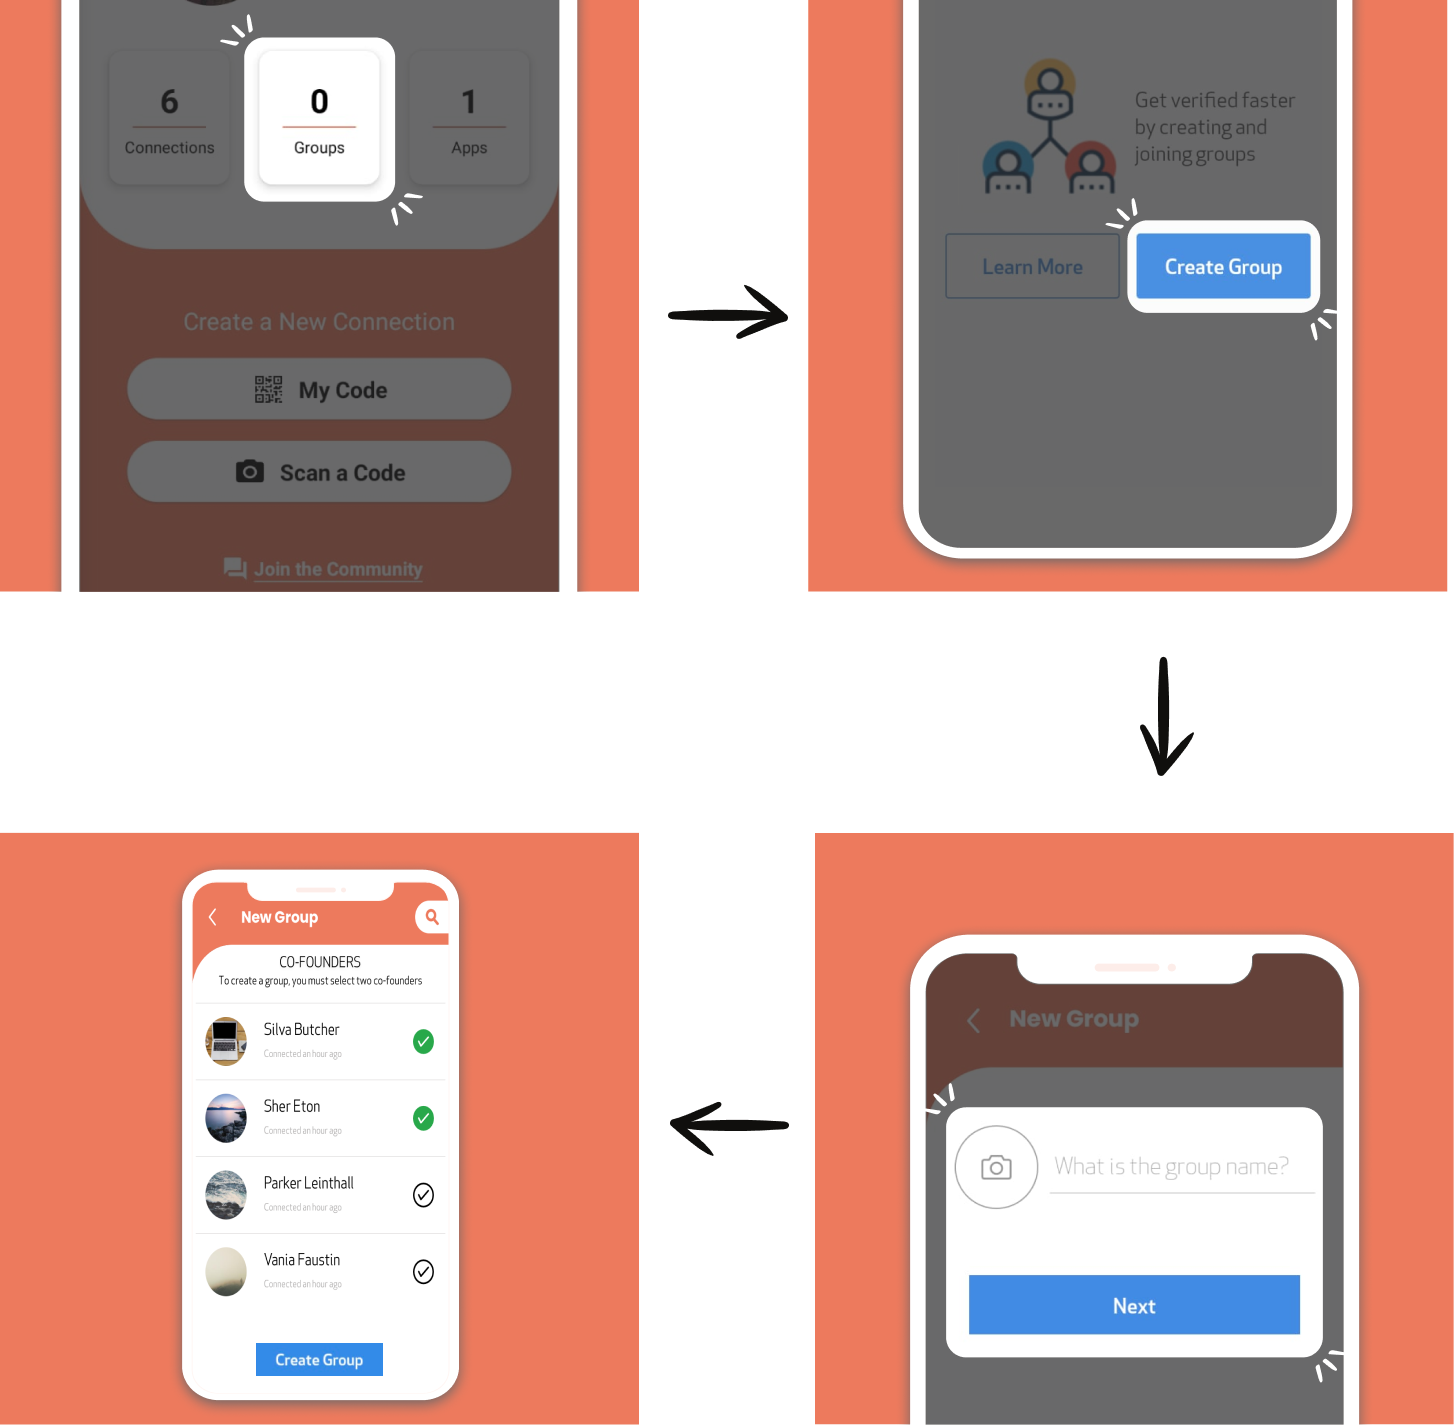 6
Connections
0
Groups
1
Apps
Create a New Connection
My Code
Scan a Code
Join the Community
Get verified faster
by creating and
joining groups
Learn More
Create Group
New Group
What is the group name?
Next
New Group
CO-FOUNDERS
To create a group, you must select two co-founders
Silva Butcher
Connected an hour ago
Sher Eton
Connected an hour ago
Parker Leinthall
Connected an hour ago
Vania Faustin
Connected an hour ago
Create Group